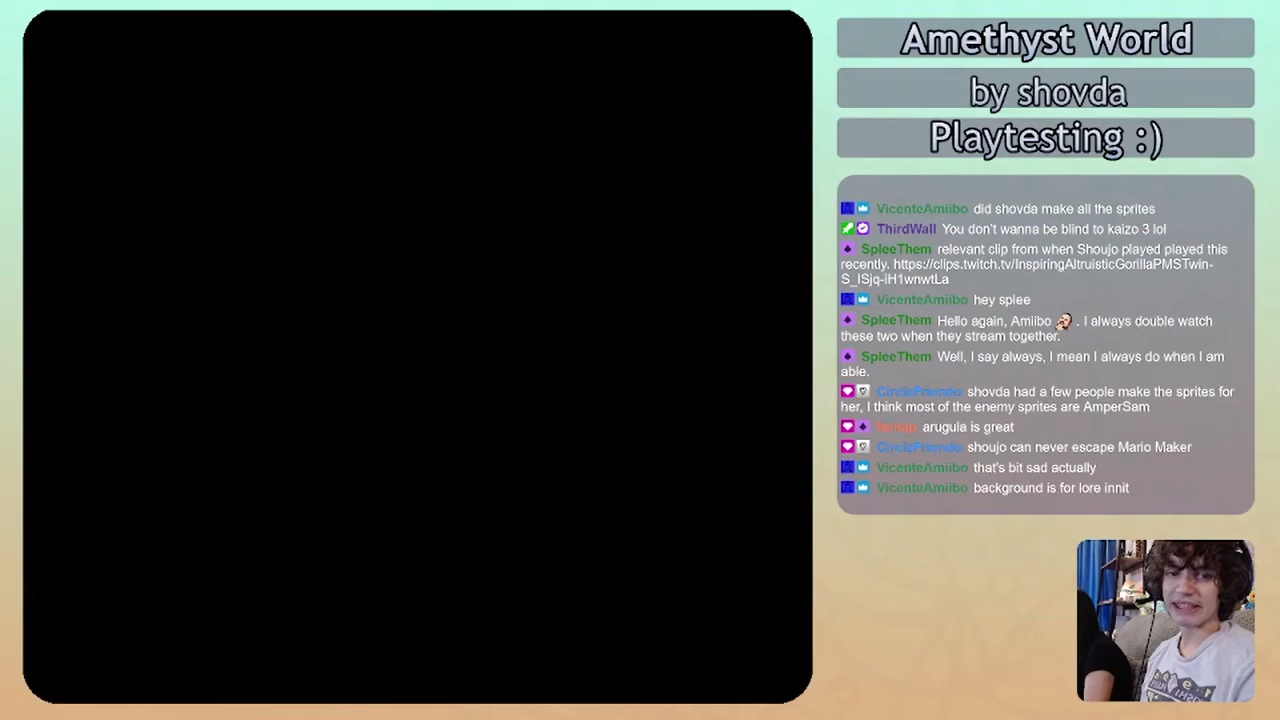 Amethyst World
by shovda
Playtesting :)
VicenteAmiibo did shovda make all the sprites
ThirdWall You don't wanna be blind to kaizo 3 lol
SpleeThem relevant clip from when Shoujo played played this
recently. https://clips.twitch.tv/InspiringAltruisticGorillaPMSTwin-
S_ISjq-iH1wnwtLa
VicenteAmiibo hey splee
SpleeThem Hello again, Amiibo . I always double watch
these two when they stream together.
SpleeThem Well, I say always, I mean I always do when I am
able.
CircleFriendo shovda had a few people make the sprites for
her, I think most of the enemy sprites are AmperSam
arugula is great
CircleFriendo shoujo can never escape Mario Maker
VicenteAmiibo that's bit sad actually
VicenteAmiibo background is for lore innit